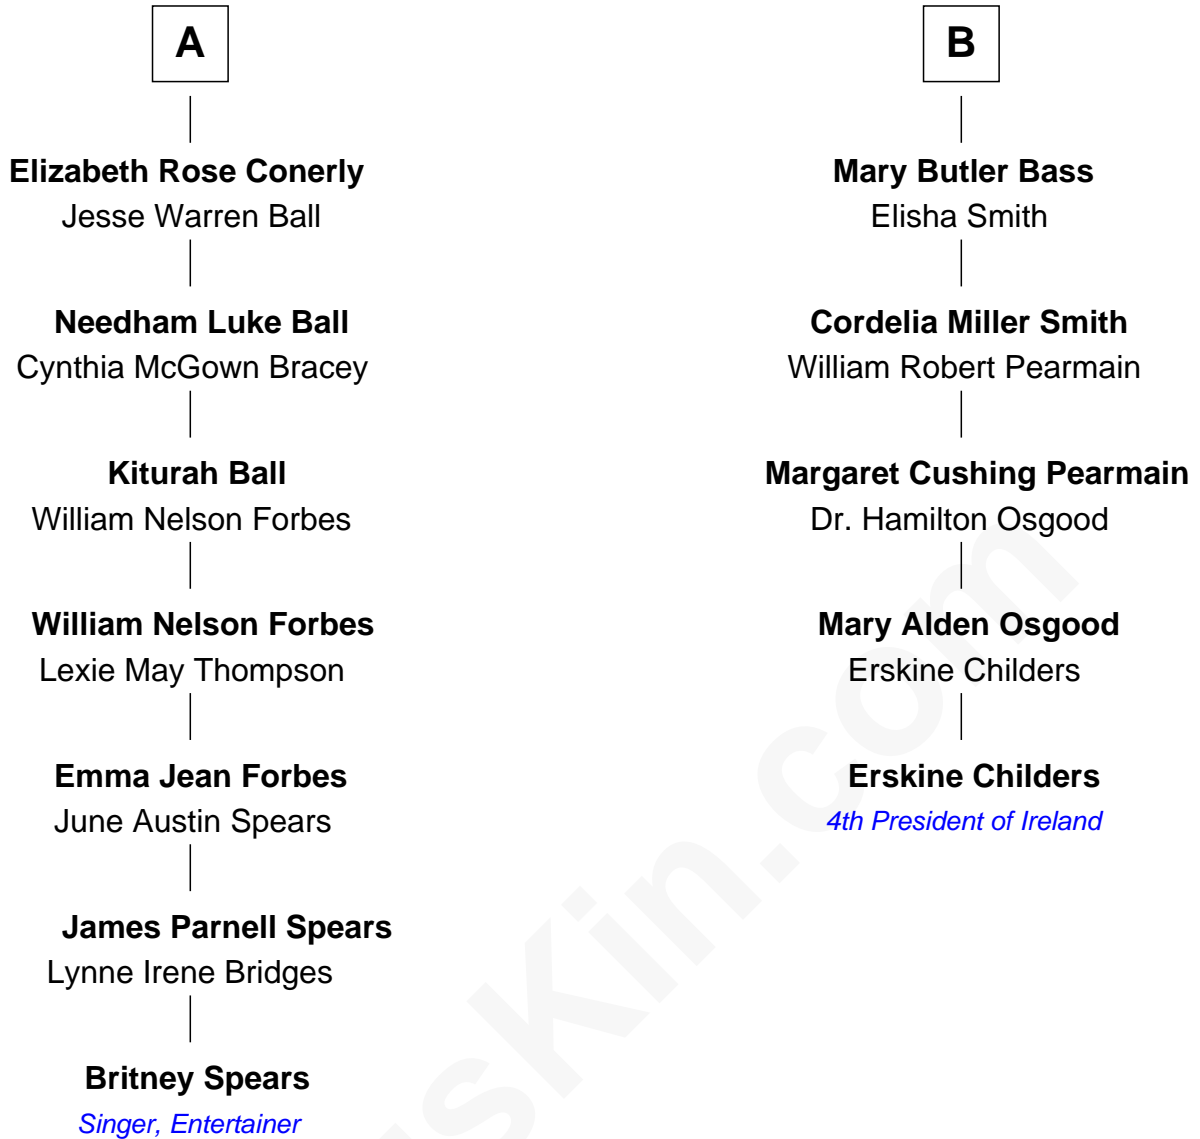 A
Elizabeth Rose Conerly
Jesse Warren Ball
Needham Luke Ball
Cynthia McGown Bracey
Kiturah Ball
William Nelson Forbes
William Nelson Forbes
Lexie May Thompson
Emma Jean Forbes
June Austin Spears
James Parnell Spears
Lynne Irene Bridges
Britney Spears
Singer, Entertainer
B
Mary Butler Bass
Elisha Smith
Cordelia Miller Smith
William Robert Pearmain
Margaret Cushing Pearmain
Dr. Hamilton Osgood
Mary Alden Osgood
Erskine Childers
Erskine Childers
4th President of Ireland
usKin.com